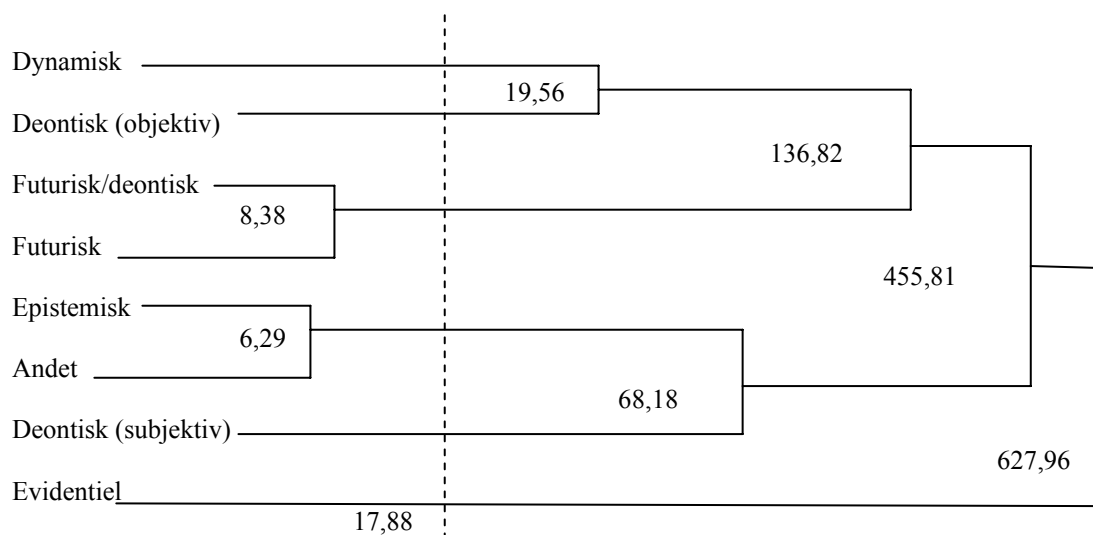 Dynamisk
19,56
Deontisk (objektiv)
136,82
Futurisk/deontisk
8,38
Futurisk
455,81
Epistemisk
6,29
Andet
68,18
Deontisk (subjektiv)
627,96
Evidentiel
17,88